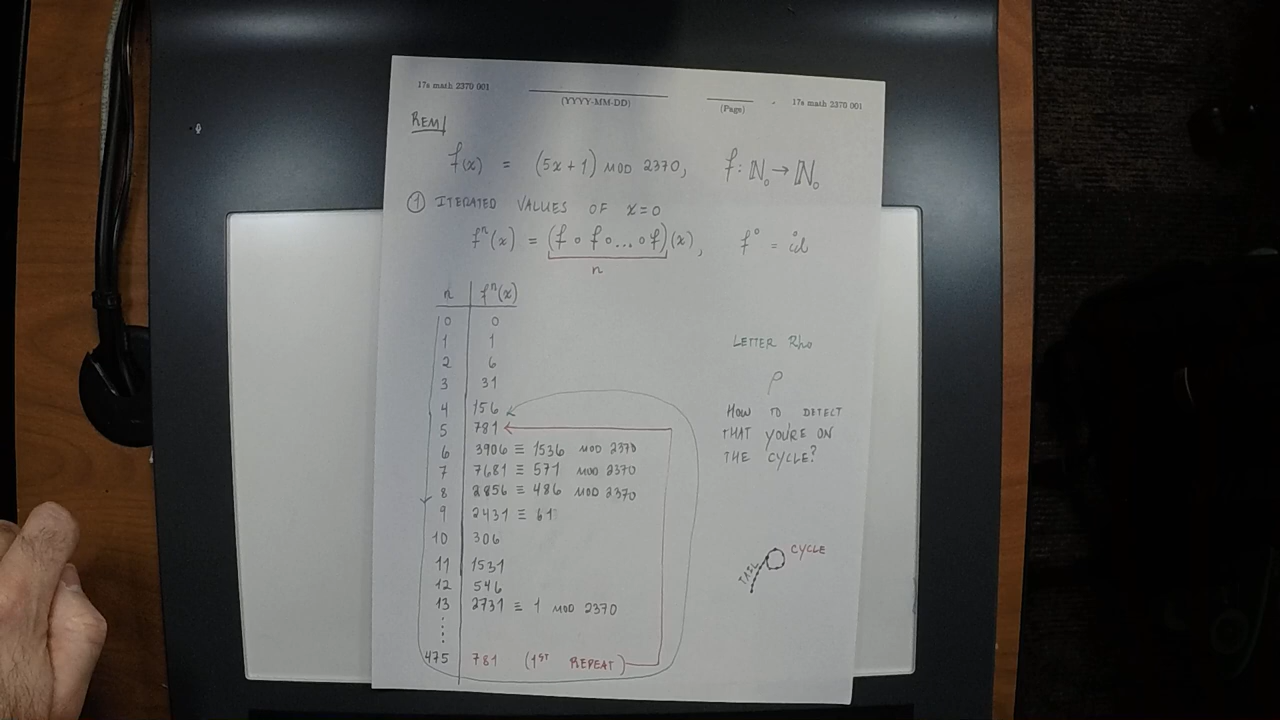 17s math 2370 001 (YYYY-MM-DD) (Page) - 17s math 2370 001
REM/
f(x) = (5x+1) MOD 2370, f: ℕ₀ → ℕ₀
① ITERATED VALUES OF x=0
fⁿ(x) = (f ∘ f ∘ ... ∘ f)(x), f⁰ = id
n
n fⁿ(x)
0 0
1 1
2 6
3 31
4 156
5 781
6 3906 ≡ 1536 MOD 2370
7 7681 ≡ 571 MOD 2370
8 2856 ≡ 486 MOD 2370
9 2431 ≡ 61
10 306
11 1531
12 546
13 2731 ≡ 1 MOD 2370
475 781 (1ST REPEAT)
LETTER Rho
ρ
HOW TO DETECT
THAT YOU'RE ON
THE CYCLE?
CYCLE
TAIL